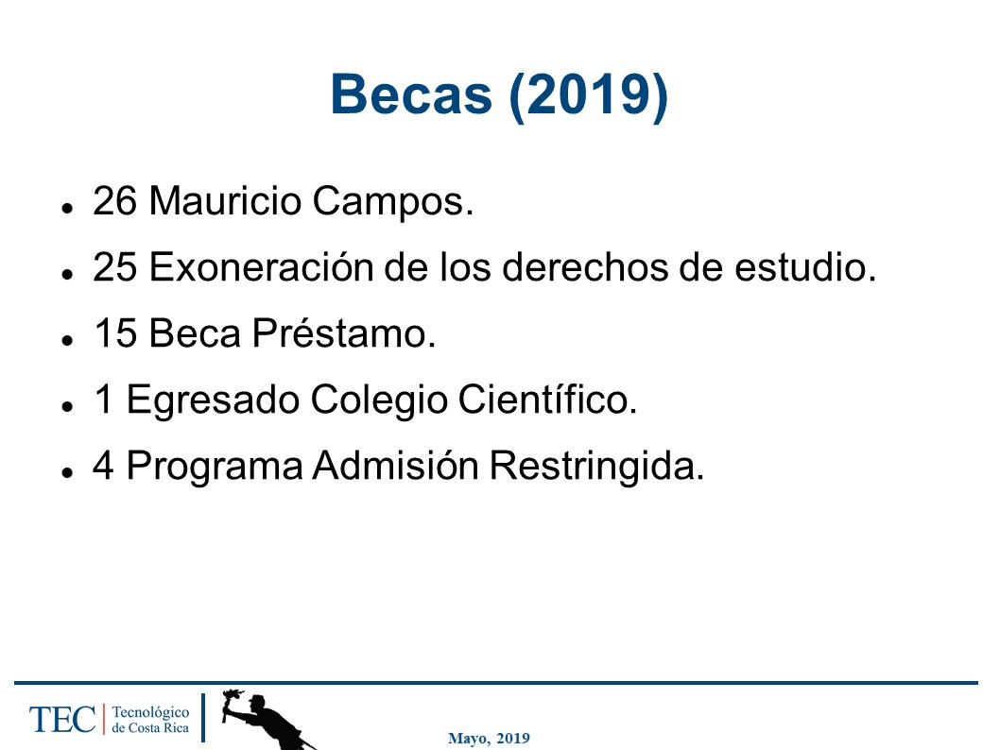 Becas (2019)
26 Mauricio Campos.
25 Exoneración de los derechos de estudio.
15 Beca Préstamo.
1 Egresado Colegio Científico.
4 Programa Admisión Restringida.
TEC
Tecnológico
de Costa Rica
Mayo, 2019